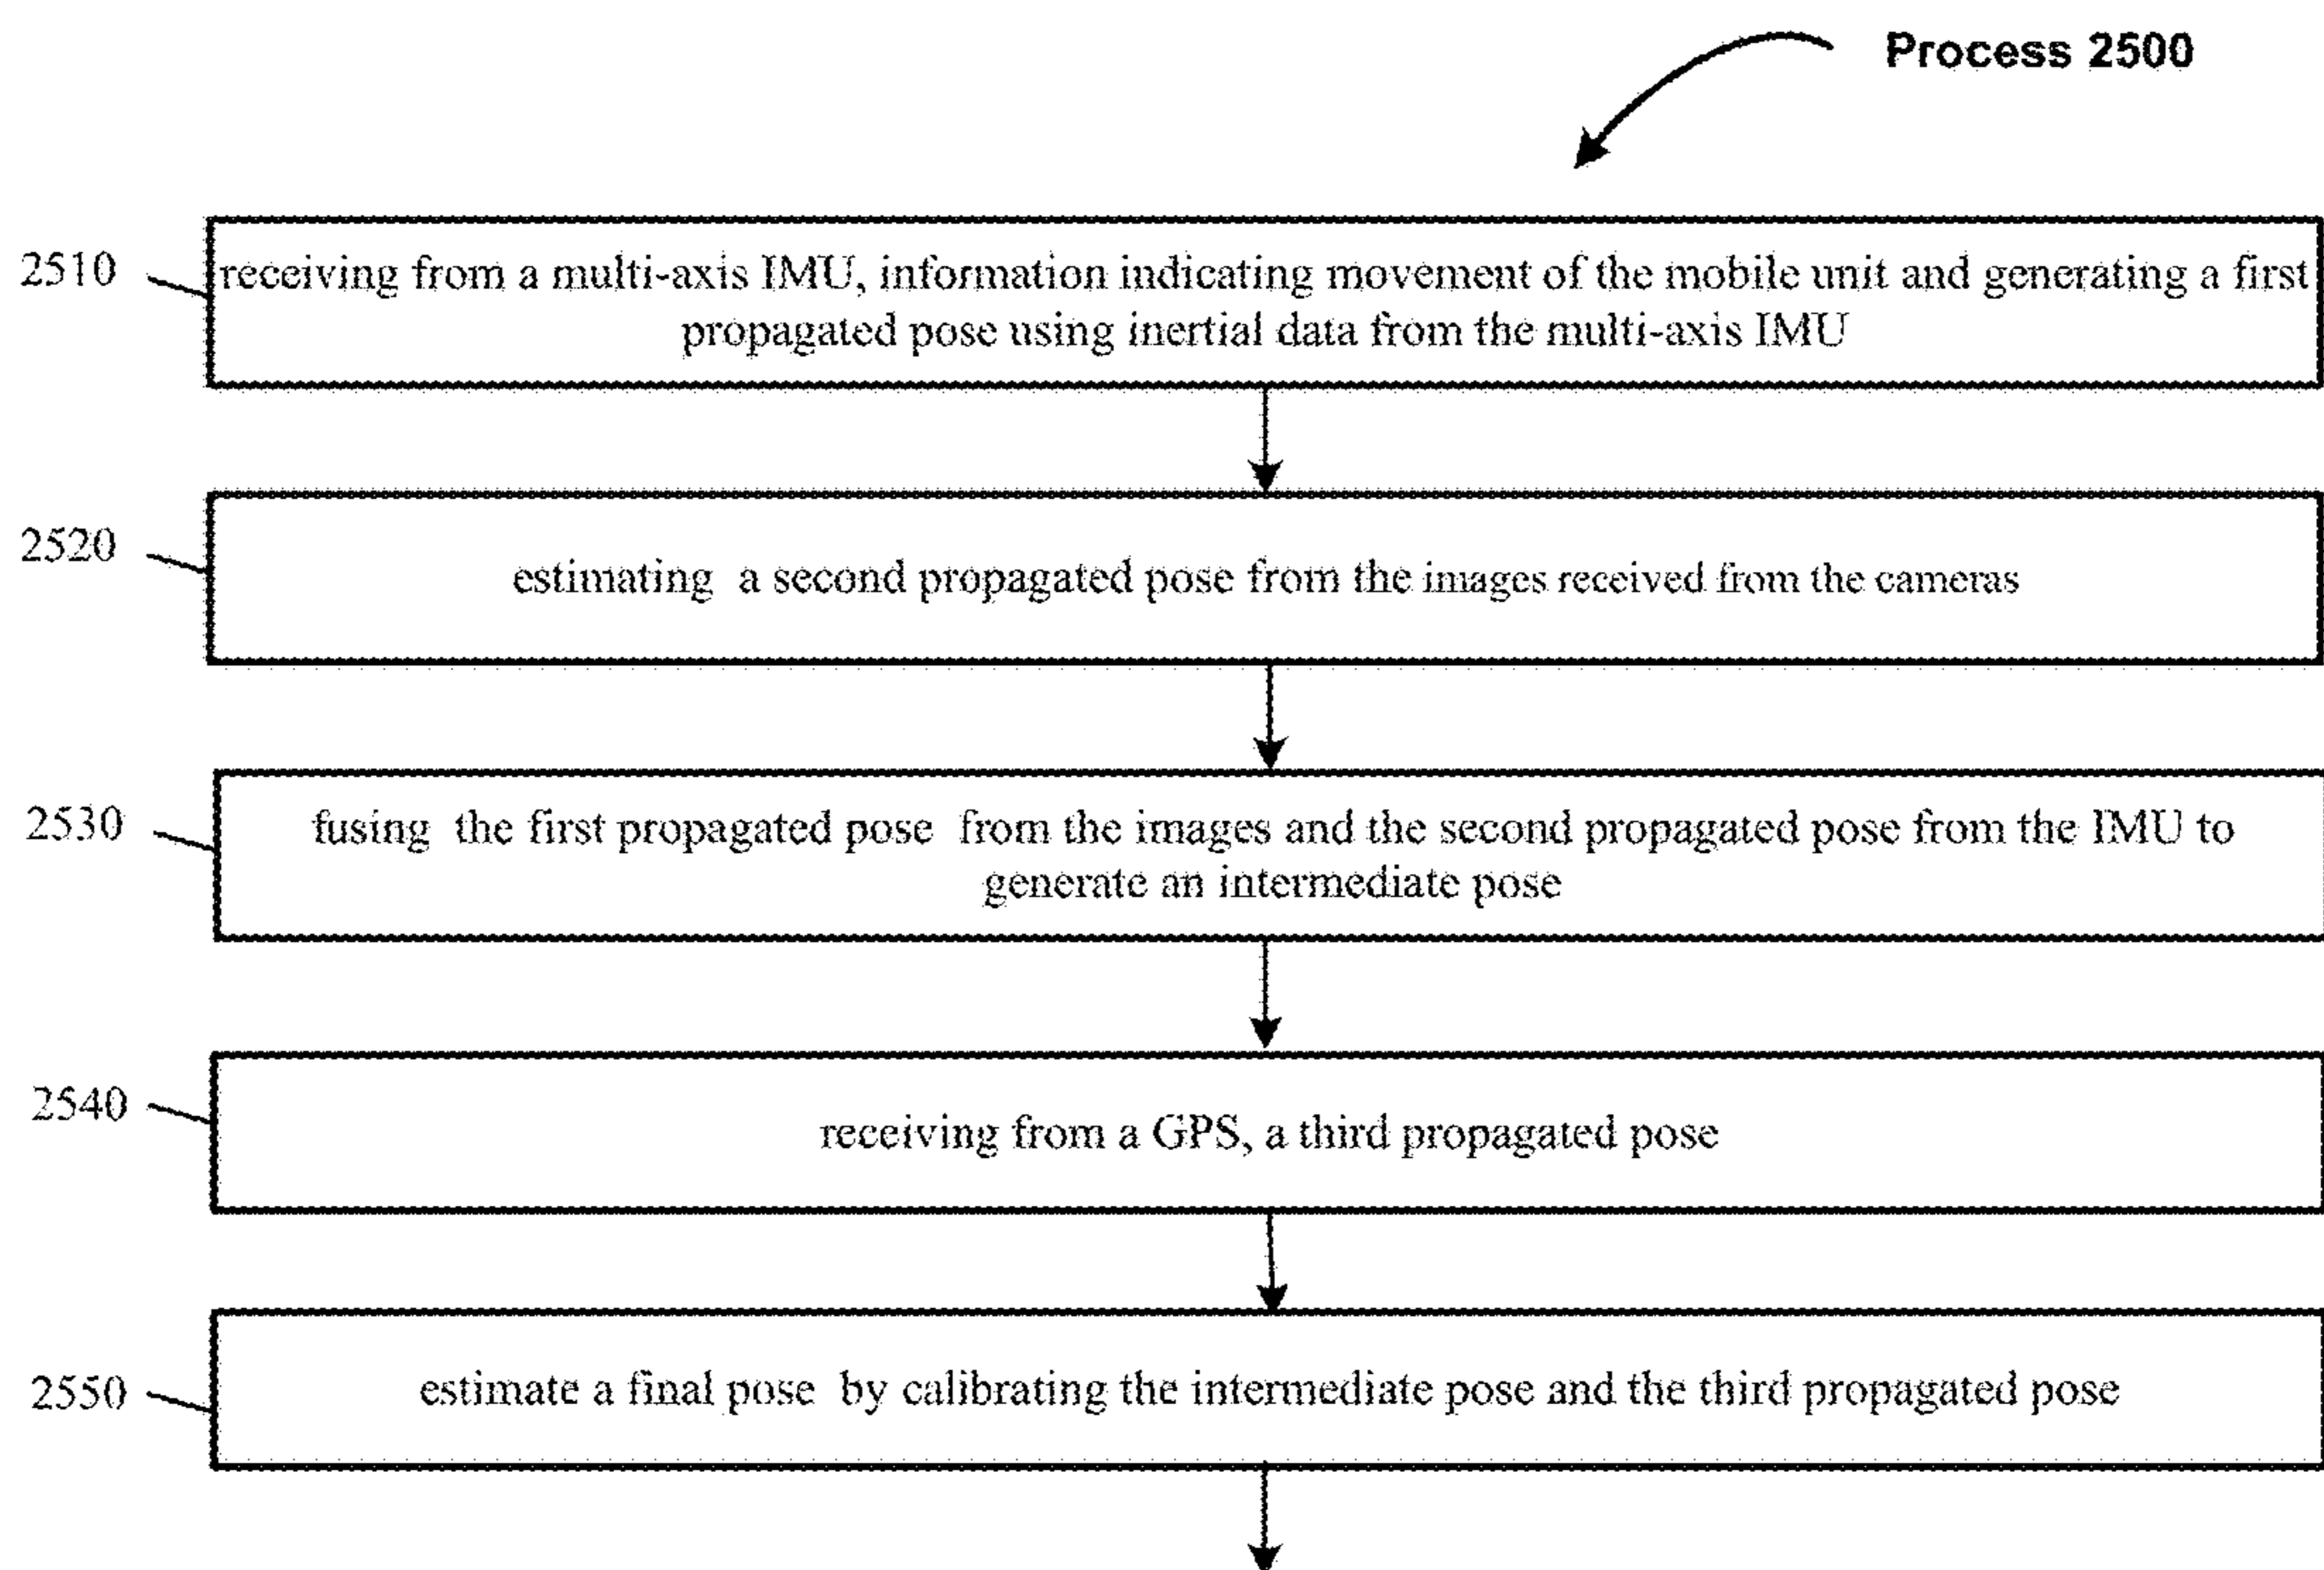 Process 2500
2510
receiving from a multi-axis IMU, information indicating movement of the mobile unit and generating a first
propagated pose using inertial data from the multi-axis IMU
2520
estimating a second propagated pose from the images received from the cameras
2530
fusing the first propagated pose from the images and the second propagated pose from the IMU to
generate an intermediate pose
2540
receiving from a GPS, a third propagated pose
2550
estimate a final pose by calibrating the intermediate pose and the third propagated pose